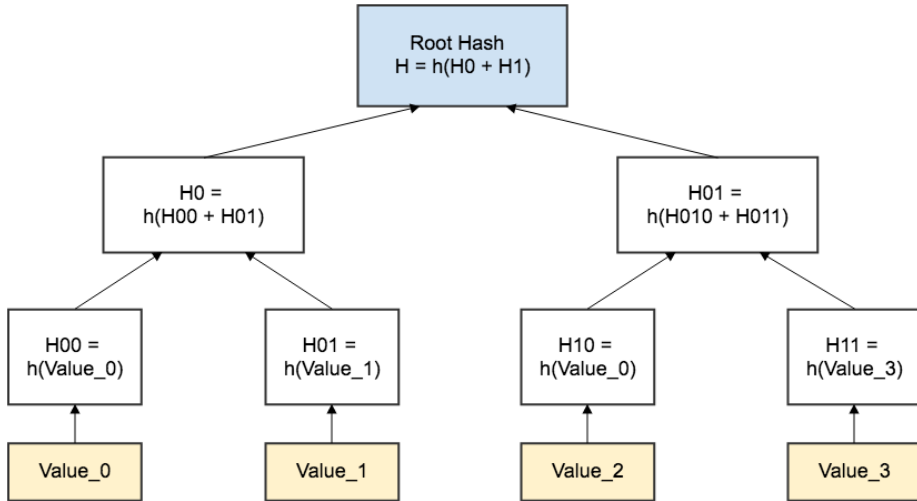 Root Hash
H = h(H0 + H1)
H0 =
h(H00 + H01)
H01 =
h(H010 + H011)
H00 =
h(Value_0)
H01 =
h(Value_1)
H10 =
h(Value_0)
H11 =
h(Value_3)
Value_0
Value_1
Value_2
Value_3